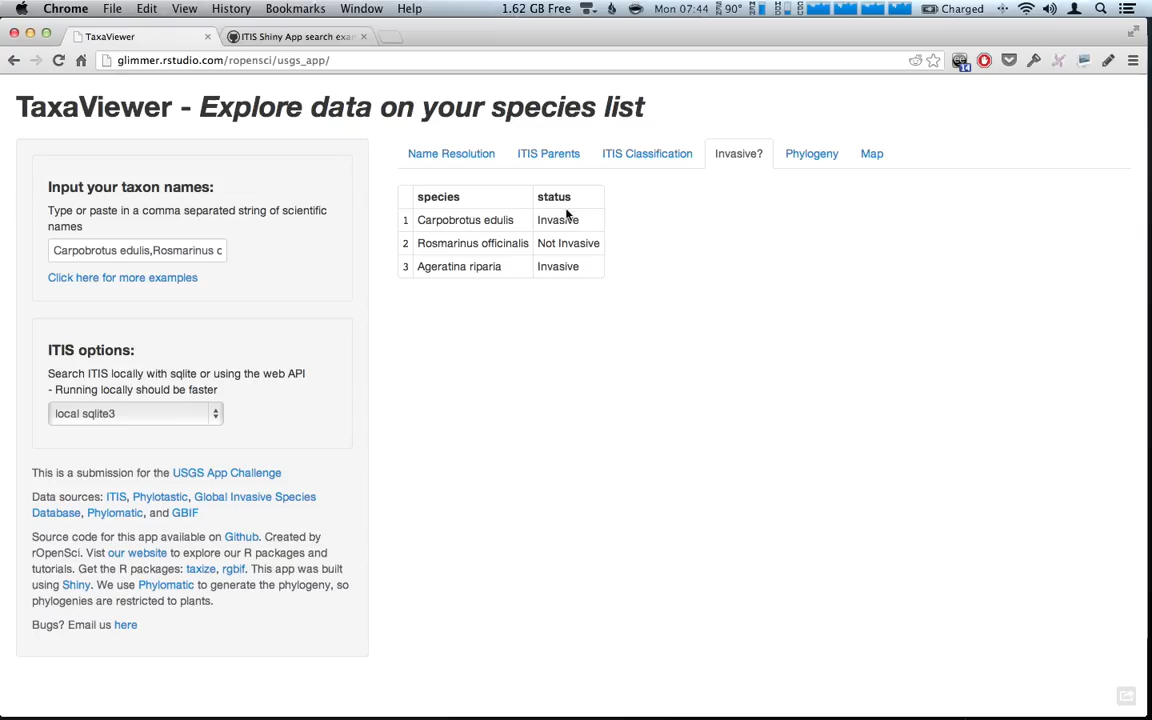 Chrome File Edit View History Bookmarks Window Help 1.62 GB Free Mon 07:44 90° Charged
TaxaViewer ITIS Shiny App search exa
glimmer.rstudio.com/ropensci/usgs_app/
TaxaViewer - Explore data on your species list
Name Resolution ITIS Parents ITIS Classification Invasive? Phylogeny Map
Input your taxon names:
Type or paste in a comma separated string of scientific
names
Carpobrotus edulis,Rosmarinus c
Click here for more examples
species status
1 Carpobrotus edulis Invasive
2 Rosmarinus officinalis Not Invasive
3 Ageratina riparia Invasive
ITIS options:
Search ITIS locally with sqlite or using the web API
- Running locally should be faster
local sqlite3
This is a submission for the USGS App Challenge
Data sources: ITIS, Phylotastic, Global Invasive Species
Database, Phylomatic, and GBIF
Source code for this app available on Github. Created by
rOpenSci. Vist our website to explore our R packages and
tutorials. Get the R packages: taxize, rgbif. This app was built
using Shiny. We use Phylomatic to generate the phylogeny, so
phylogenies are restricted to plants.
Bugs? Email us here